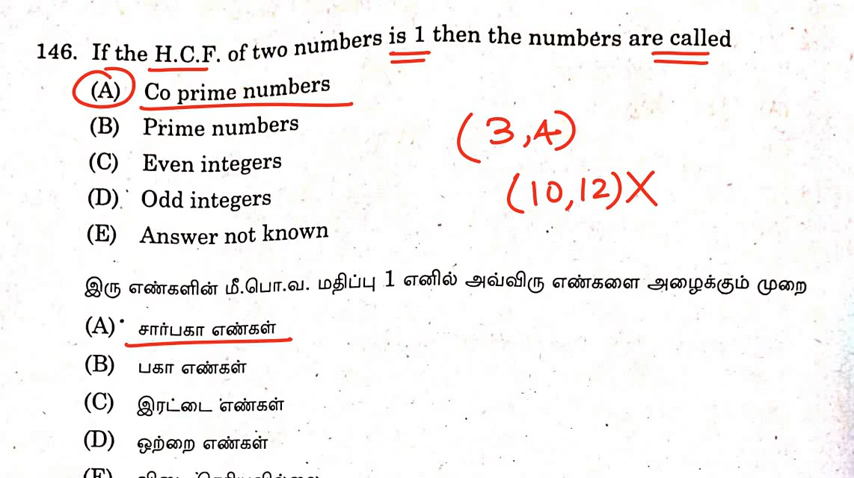 146. If the H.C.F. of two numbers is 1 then the numbers are called
(A) Co prime numbers
(B) Prime numbers
(C) Even integers
(D) Odd integers
(E) Answer not known
(3,4)
(10,12)X
இரு எண்களின் மீ.பொ.வ. மதிப்பு 1 எனில் அவ்விரு எண்களை அழைக்கும் முறை
(A) சார்பகா எண்கள்
(B) பகா எண்கள்
(C) இரட்டை எண்கள்
(D) ஒற்றை எண்கள்
(E)